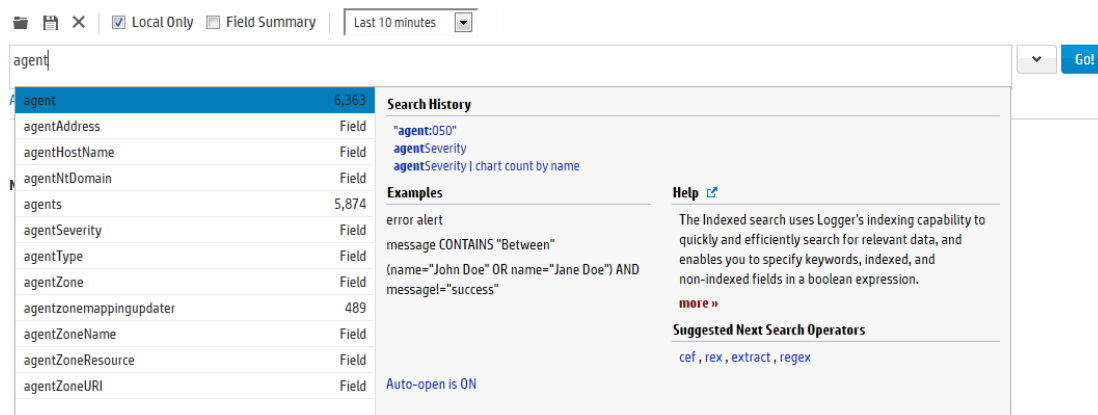 Local Only Field Summary Last 10 minutes
agent
Go!
agent 6,363
agentAddress Field
agentHostName Field
agentNtDomain Field
agents 5,874
agentSeverity Field
agentType Field
agentZone Field
agentzonemappingupdater 489
agentZoneName Field
agentZoneResource Field
agentZoneURI Field
Search History
"agent:050"
agentSeverity
agentSeverity | chart count by name
Examples
error alert
message CONTAINS "Between"
(name="John Doe" OR name="Jane Doe") AND
message!="success"
Auto-open is ON
Help
The Indexed search uses Logger's indexing capability to
quickly and efficiently search for relevant data, and
enables you to specify keywords, indexed, and
non-indexed fields in a boolean expression.
more »
Suggested Next Search Operators
cef , rex , extract , regex